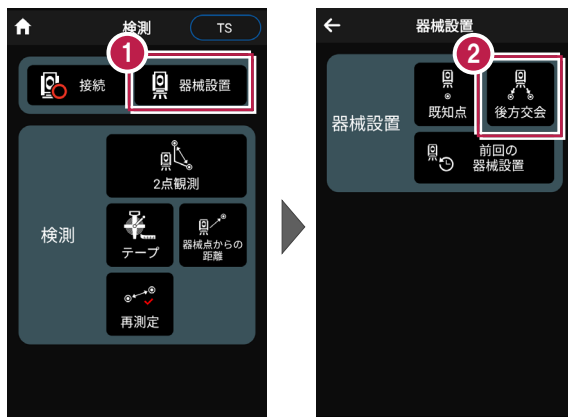 検測
TS
1
接続
器械設置
検測
2点観測
テープ
器械点からの
距離
再測定
器械設置
2
器械設置
既知点
後方交会
前回の
器械設置